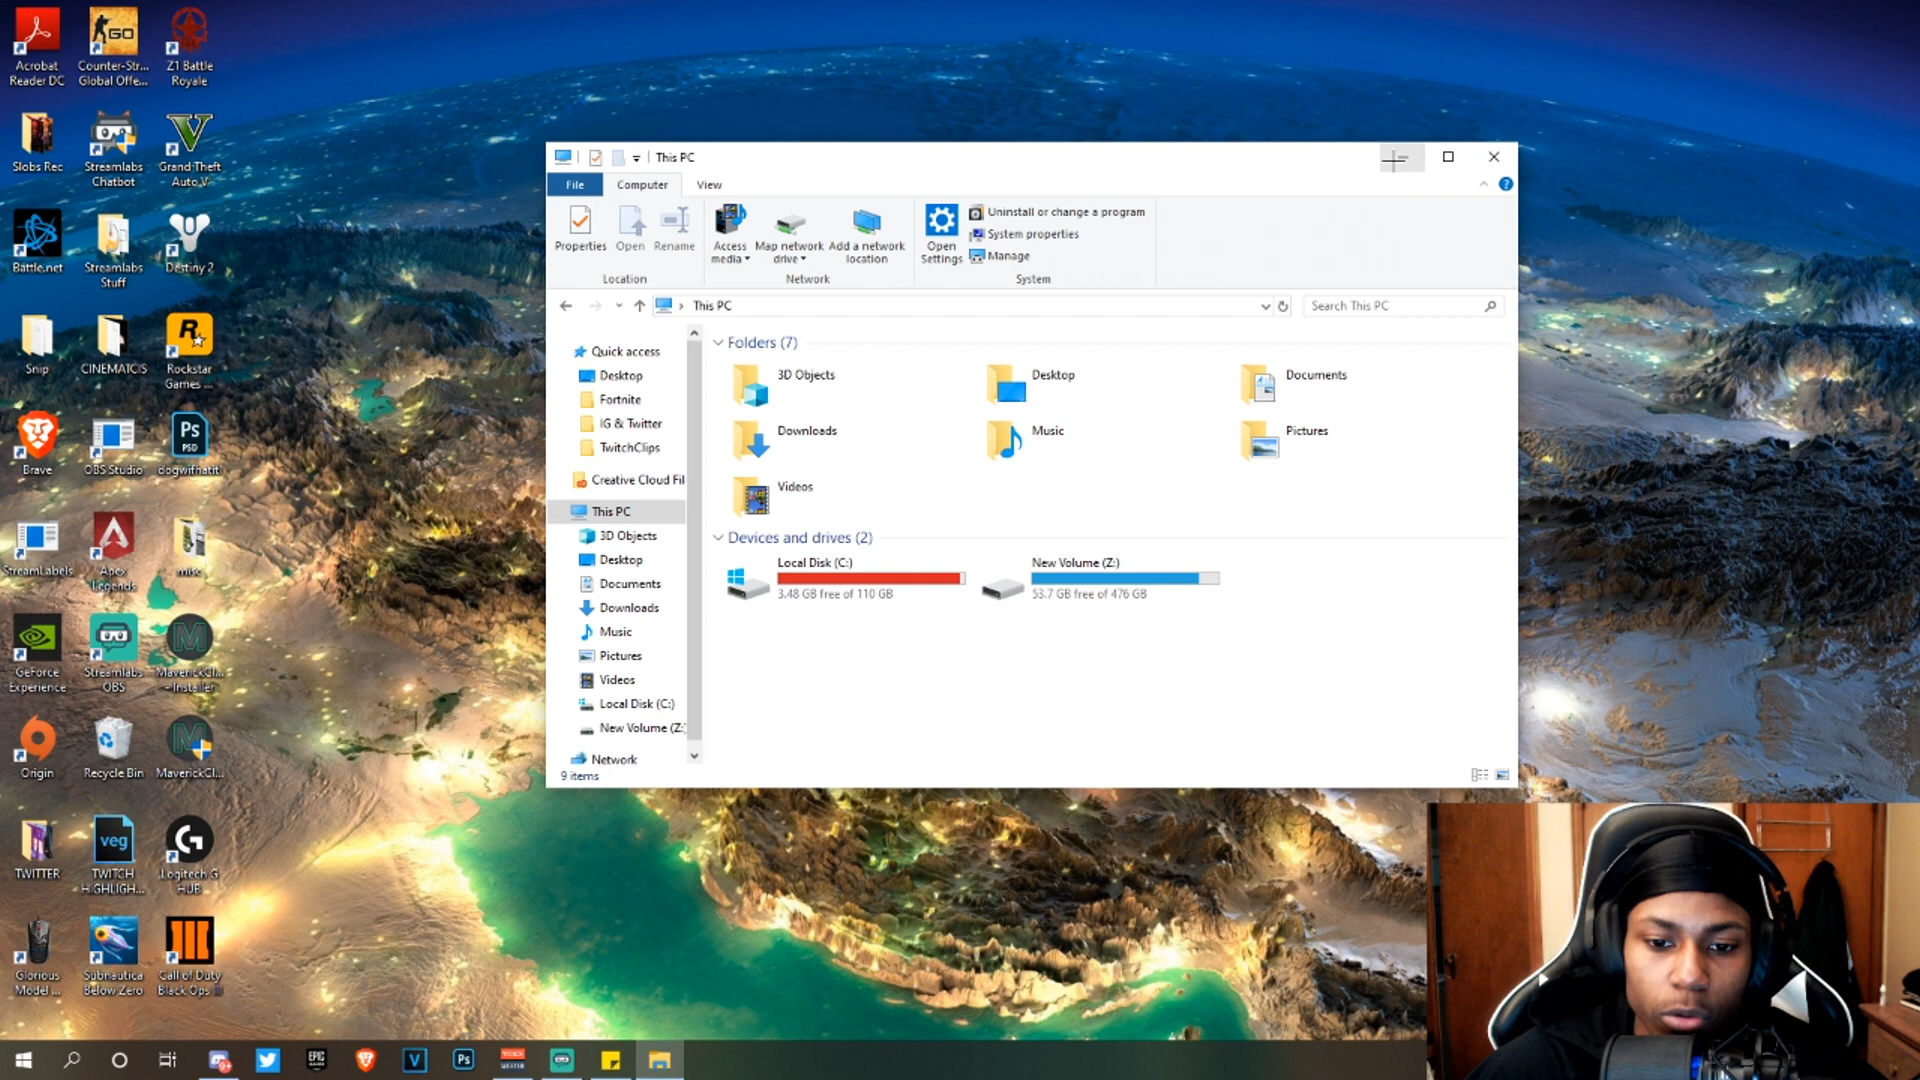 Acrobat
Reader DC
Counter-Str...
Global Offe...
Z1 Battle
Royale
Slobs Rec
Streamlabs
Chatbot
Grand Theft
Auto V
Battle.net
Streamlabs
Stuff
Destiny 2
Snip
CINEMATCIS
Rockstar
Games ...
Brave
OBS Studio
dogwifhatiti
StreamLabels
Apex
Legends
misc
GeForce
Experience
Streamlabs
OBS
MaverickCl...
- Installer
Origin
Recycle Bin
MaverickCl...
TWITTER
TWITCH
HIGHLIGH...
Logitech G
HUB
Glorious
Model ...
Subnautica
Below Zero
Call of Duty
Black Ops III
This PC
File
Computer
View
Properties
Open
Rename
Access
media
Map network
drive
Add a network
location
Open
Settings
Uninstall or change a program
System properties
Manage
Location
Network
System
This PC
Search This PC
Quick access
Desktop
Fortnite
IG & Twitter
TwitchClips
Creative Cloud Fil
This PC
3D Objects
Desktop
Documents
Downloads
Music
Pictures
Videos
Local Disk (C:)
New Volume (Z:
Network
9 items
Folders (7)
3D Objects
Desktop
Documents
Downloads
Music
Pictures
Videos
Devices and drives (2)
Local Disk (C:)
3.48 GB free of 110 GB
New Volume (Z:)
53.7 GB free of 476 GB